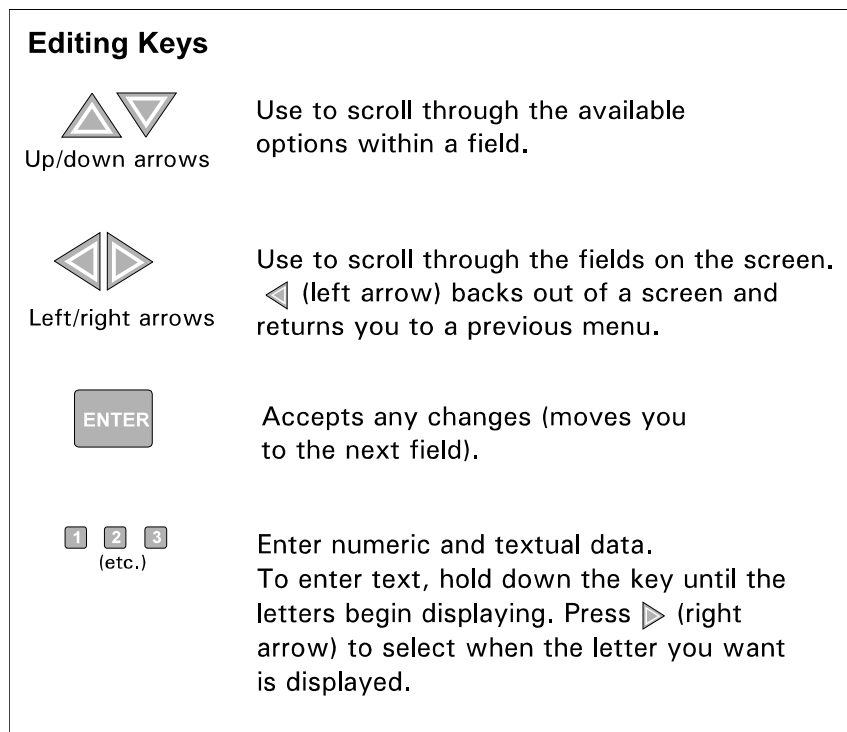 Editing Keys
Up/down arrows
Use to scroll through the available
options within a field.
Left/right arrows
Use to scroll through the fields on the screen.
(left arrow) backs out of a screen and
returns you to a previous menu.
ENTER
Accepts any changes (moves you
to the next field).
1 2 3
(etc.)
Enter numeric and textual data.
To enter text, hold down the key until the
letters begin displaying. Press (right
arrow) to select when the letter you want
is displayed.